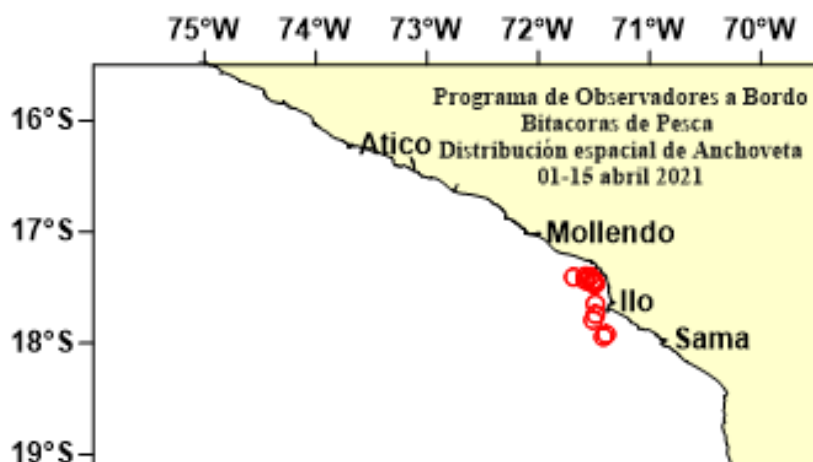 75°W 74°W 73°W 72°W 71°W 70°W
Programa de Observadores a Bordo
16°S
Bitacoras de Pesca
Atico
Distribución espacial de Anchoveta
01-15 abril 2021
17°S
Mollendo
Ilo
18°S
Sama
19°S